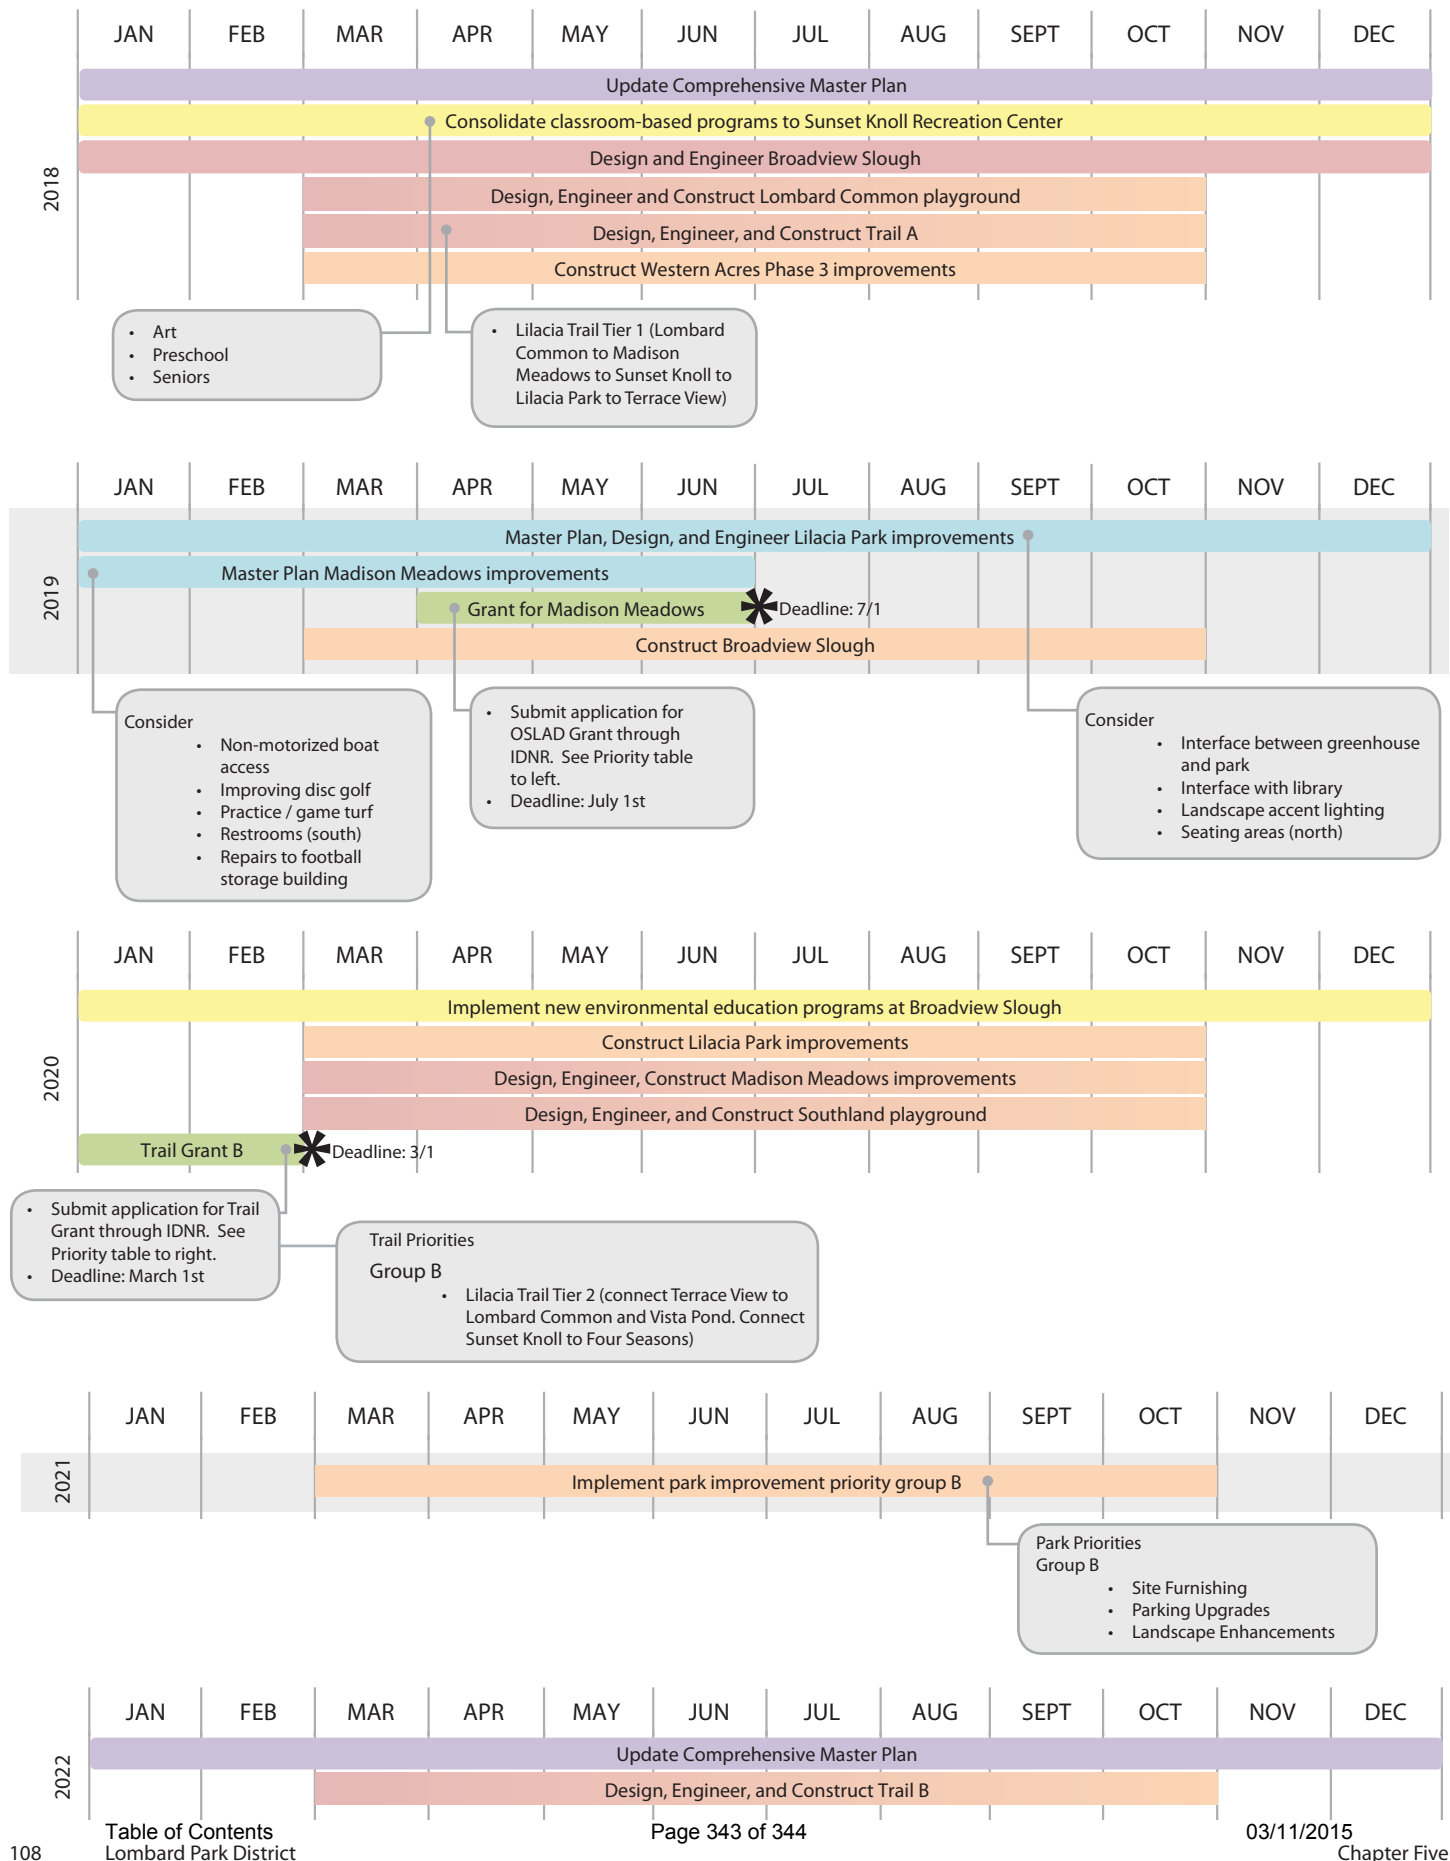 JAN FEB MAR APR MAY JUN JUL AUG SEPT OCT NOV DEC
2018
Update Comprehensive Master Plan
Consolidate classroom-based programs to Sunset Knoll Recreation Center
Design and Engineer Broadview Slough
Design, Engineer and Construct Lombard Common playground
Design, Engineer, and Construct Trail A
Construct Western Acres Phase 3 improvements
• Art
• Preschool
• Seniors
• Lilacia Trail Tier 1 (Lombard
Common to Madison
Meadows to Sunset Knoll to
Lilacia Park to Terrace View)
JAN FEB MAR APR MAY JUN JUL AUG SEPT OCT NOV DEC
2019
Master Plan, Design, and Engineer Lilacia Park improvements
Master Plan Madison Meadows improvements
Grant for Madison Meadows Deadline: 7/1
Construct Broadview Slough
Consider
• Non-motorized boat
access
• Improving disc golf
• Practice / game turf
• Restrooms (south)
• Repairs to football
storage building
• Submit application for
OSLAD Grant through
IDNR. See Priority table
to left.
• Deadline: July 1st
Consider
• Interface between greenhouse
and park
• Interface with library
• Landscape accent lighting
• Seating areas (north)
JAN FEB MAR APR MAY JUN JUL AUG SEPT OCT NOV DEC
2020
Implement new environmental education programs at Broadview Slough
Construct Lilacia Park improvements
Design, Engineer, Construct Madison Meadows improvements
Design, Engineer, and Construct Southland playground
Trail Grant B Deadline: 3/1
• Submit application for Trail
Grant through IDNR. See
Priority table to right.
• Deadline: March 1st
Trail Priorities
Group B
• Lilacia Trail Tier 2 (connect Terrace View to
Lombard Common and Vista Pond. Connect
Sunset Knoll to Four Seasons)
JAN FEB MAR APR MAY JUN JUL AUG SEPT OCT NOV DEC
2021
Implement park improvement priority group B
Park Priorities
Group B
• Site Furnishing
• Parking Upgrades
• Landscape Enhancements
JAN FEB MAR APR MAY JUN JUL AUG SEPT OCT NOV DEC
2022
Update Comprehensive Master Plan
Design, Engineer, and Construct Trail B
Table of Contents Page 343 of 344 03/11/2015
108 Lombard Park District Chapter Five